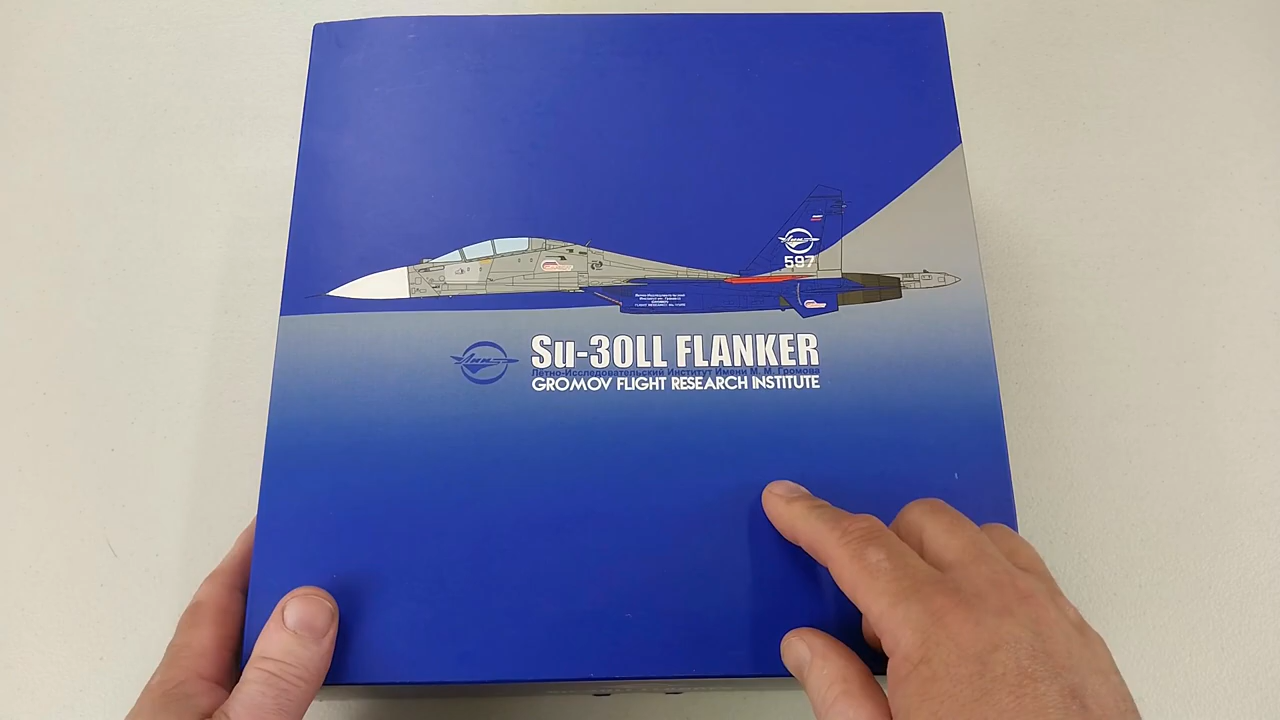 597
Su-30LL FLANKER
Лётно-Исследовательский Институт Имени М. М. Громова
GROMOV FLIGHT RESEARCH INSTITUTE